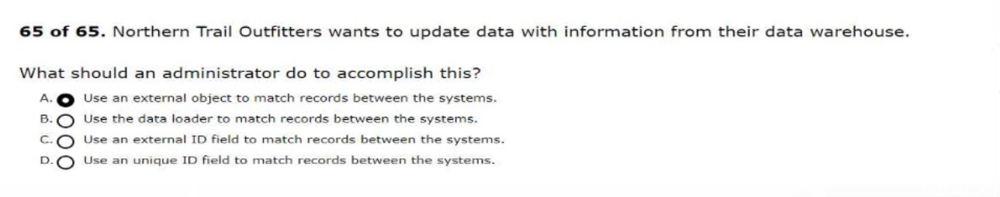 65 of 65. Northern Trail Outfitters wants to update data with information from their data warehouse.
What should an administrator do to accomplish this?
A. Use an external object to match records between the systems.
B. Use the data loader to match records between the systems.
C. Use an external ID field to match records between the systems.
D. Use an unique ID field to match records between the systems.